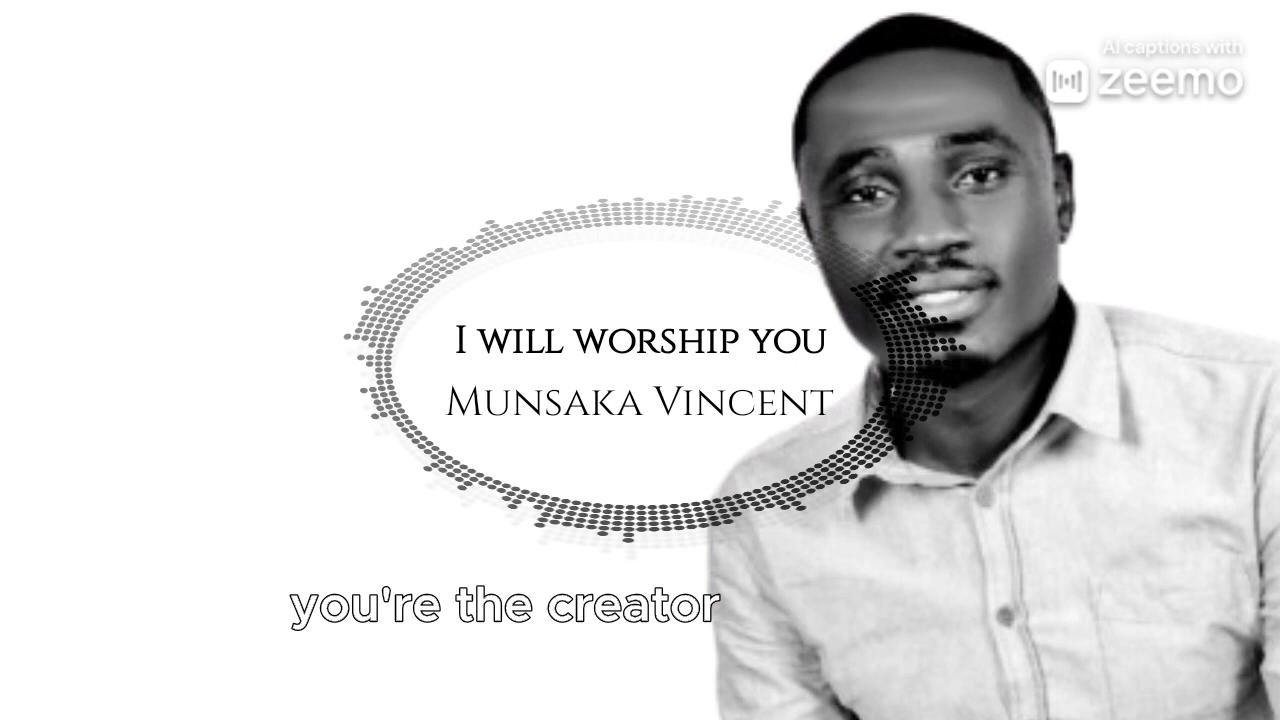 AI captions with
zeemo
I WILL WORSHIP YOU
MUNSAKA VINCENT
you're the creator